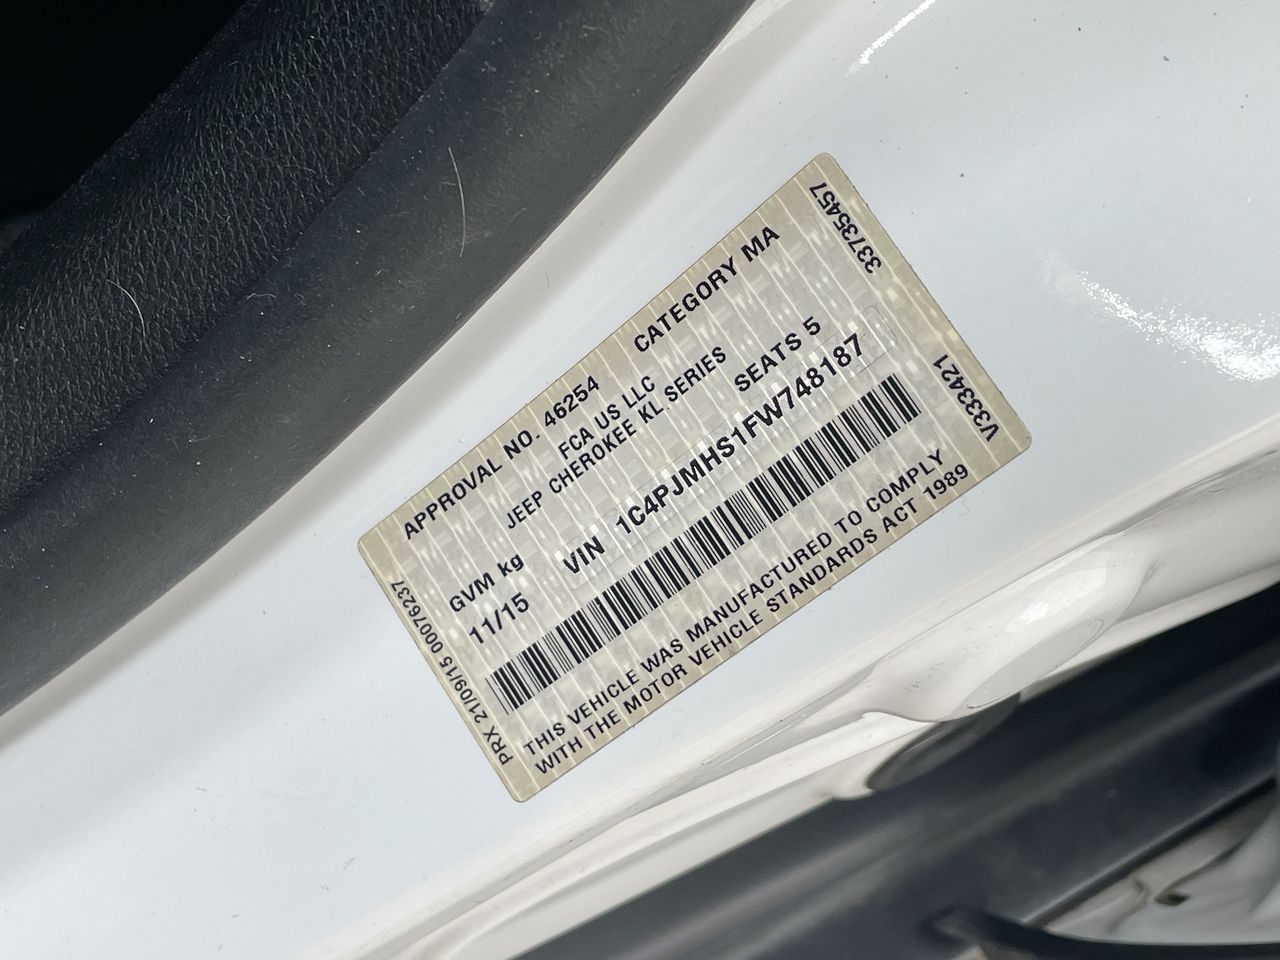 APPROVAL NO. 46254 CATEGORY MA
FCA US LLC
JEEP CHEROKEE KL SERIES
GVM kg SEATS 5
11/15 VIN 1C4PJMHS1FW748187
THIS VEHICLE WAS MANUFACTURED TO COMPLY
WITH THE MOTOR VEHICLE STANDARDS ACT 1989
PRX 21/09/15 00076237
33735457
V333421